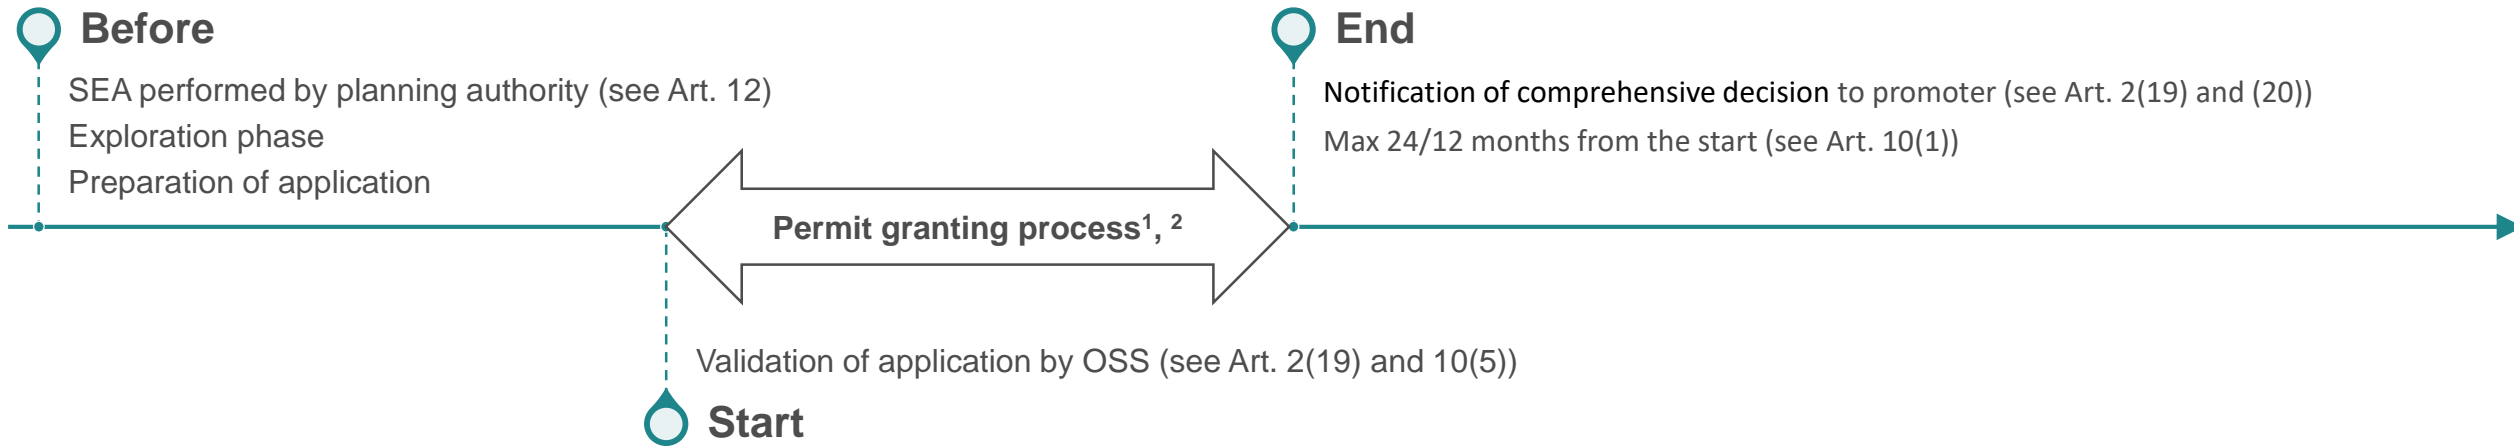 Before
SEA performed by planning authority (see Art. 12)
Exploration phase
Preparation of application
End
Notification of comprehensive decision to promoter (see Art. 2(19) and (20))
Max 24/12 months from the start (see Art. 10(1))
Permit granting process¹, ²
Validation of application by OSS (see Art. 2(19) and 10(5))
Start